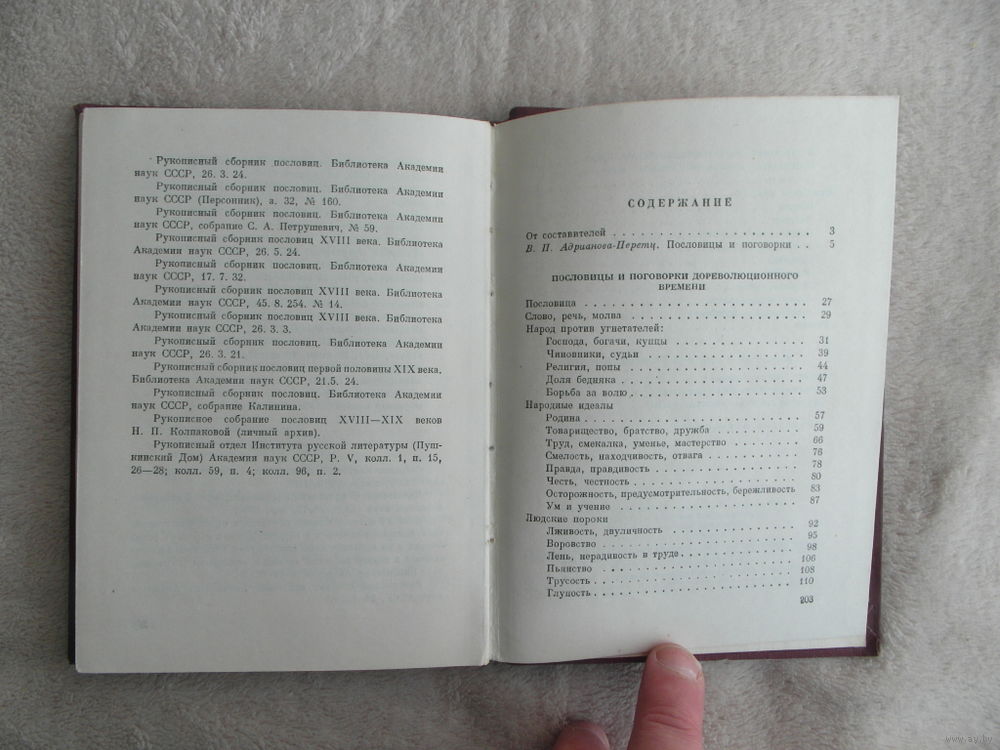 Рукописный сборник пословиц. Библиотека Академии
наук СССР, 26. 3. 24.
Рукописный сборник пословиц. Библиотека Академии
наук СССР (Персонник), а. 32, № 160.
Рукописный сборник пословиц. Библиотека Академии
наук СССР, собрание С. А. Петрушевич, № 59.
Рукописный сборник пословиц XVIII века. Библиотека
Академии наук СССР, 26. 5. 24.
Рукописный сборник пословиц. Библиотека Академии
наук СССР, 17. 7. 32.
Рукописный сборник пословиц XVIII века. Библиотека
Академии наук СССР, 45. 8. 254. № 14.
Рукописный сборник пословиц XVIII века. Библиотека
Академии наук СССР, 26. 3. 3.
Рукописный сборник пословиц. Библиотека Академии
наук СССР, 26. 3. 21.
Рукописный сборник пословиц первой половины XIX века.
Библиотека Академии наук СССР, 21.5. 24.
Рукописный сборник пословиц. Библиотека Академии
наук СССР, собрание Калинина.
Рукописное собрание пословиц XVIII—XIX веков
Н. П. Колпаковой (личный архив).
Рукописный отдел Института русской литературы (Пуш-
кинский Дом) Академии наук СССР, Р. V, колл. 1, п. 15,
26—28; колл. 59, п. 4; колл. 96, п. 2.
СОДЕРЖАНИЕ
От составителей . . . . . . . . . . . . . . . . . . . . 3
В. П. Адрианова-Перетц. Пословицы и поговорки . . 5
ПОСЛОВИЦЫ И ПОГОВОРКИ ДОРЕВОЛЮЦИОННОГО
ВРЕМЕНИ
Пословица . . . . . . . . . . . . . . . . . . . . 27
Слово, речь, молва . . . . . . . . . . . . . . . . 29
Народ против угнетателей:
Господа, богачи, купцы . . . . . . . . . . . . 31
Чиновники, судьи . . . . . . . . . . . . . . . 39
Религия, попы . . . . . . . . . . . . . . . . 44
Доля бедняка . . . . . . . . . . . . . . . . 47
Борьба за волю . . . . . . . . . . . . . . . . 53
Народные идеалы
Родина . . . . . . . . . . . . . . . . . . . . 57
Товарищество, братство, дружба . . . . . . . . 59
Труд, смекалка, уменье, мастерство . . . . . . 66
Смелость, находчивость, отвага . . . . . . . . 76
Правда, правдивость . . . . . . . . . . . . . 78
Честь, честность . . . . . . . . . . . . . . . 80
Осторожность, предусмотрительность, бережливость 83
Ум и учение . . . . . . . . . . . . . . . . . 87
Людские пороки
Лживость, двуличность . . . . . . . . . . . . 92
Воровство . . . . . . . . . . . . . . . . . . 95
Лень, нерадивость в труде . . . . . . . . . . 98
Пьянство . . . . . . . . . . . . . . . . . . 106
Трусость . . . . . . . . . . . . . . . . . . 108
Глупость . . . . . . . . . . . . . . . . . . 110
203
www.ay.by